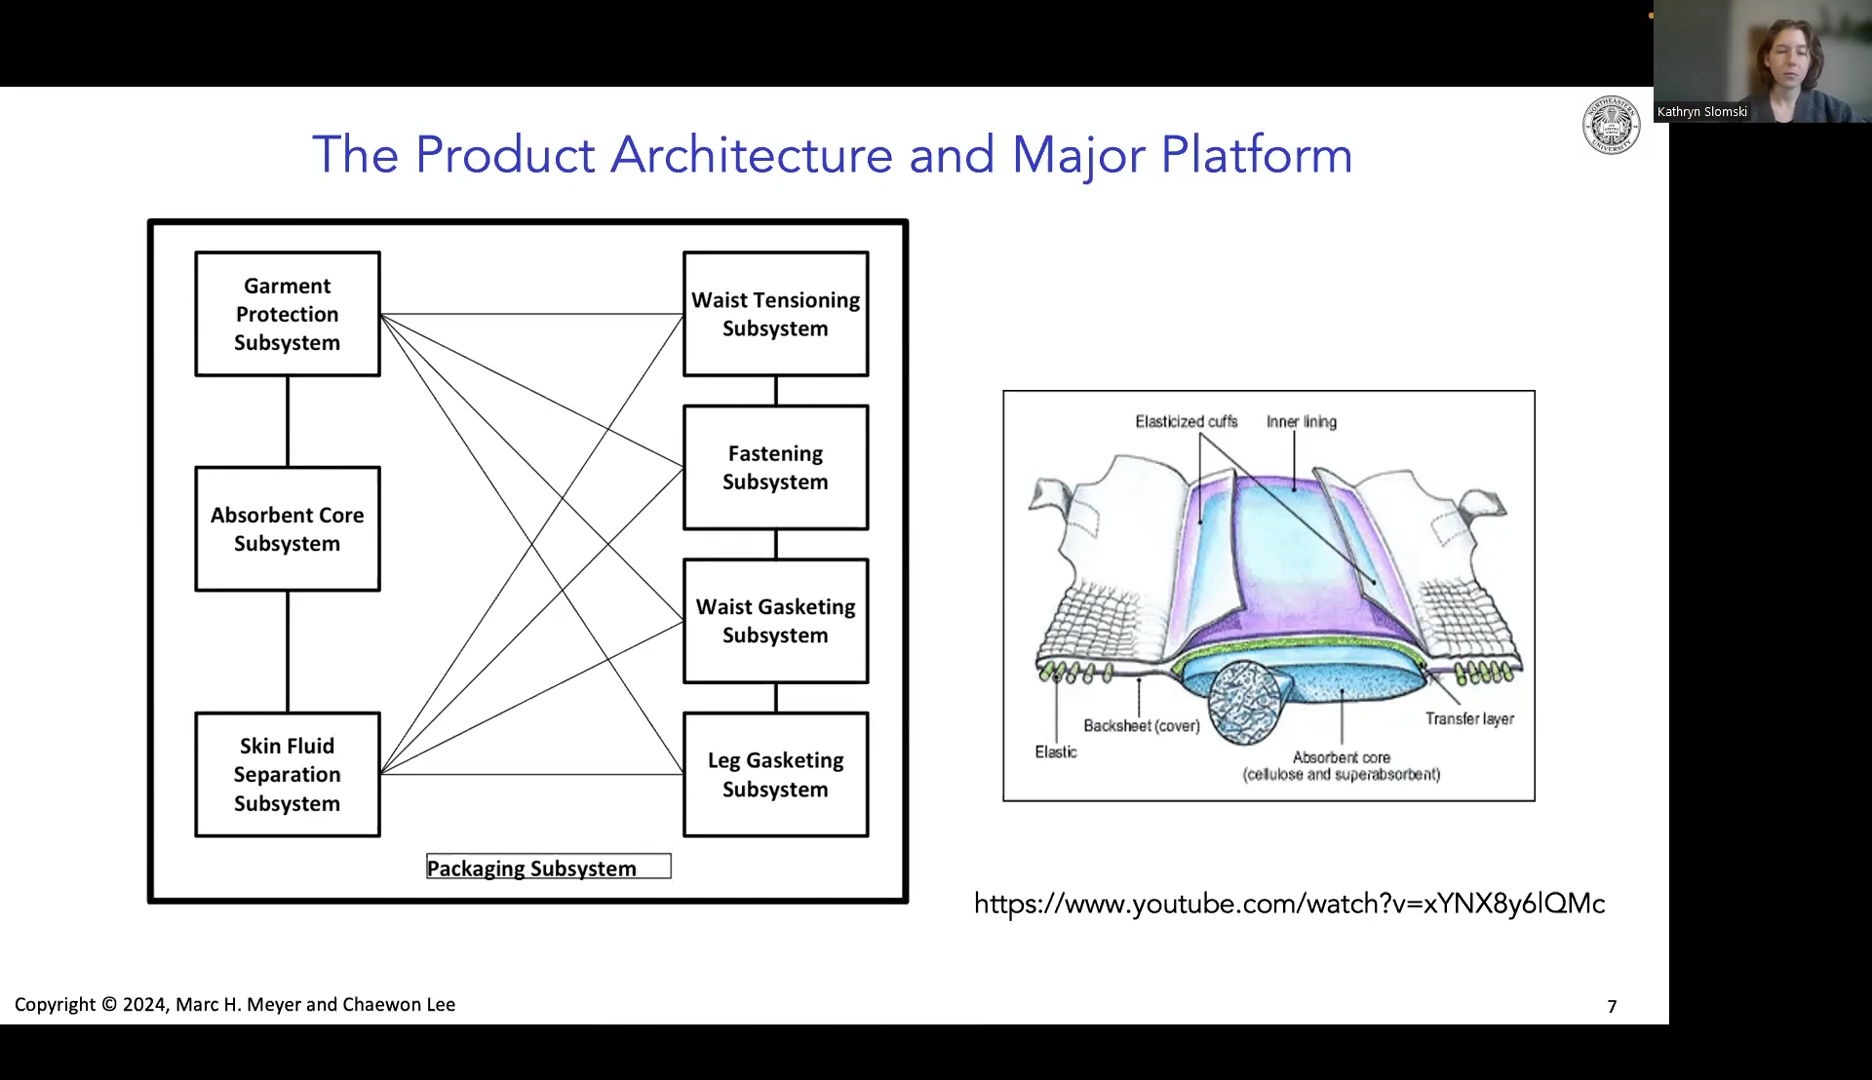 Kathryn Slomski
NORTHEASTERN
UNIVERSITY
The Product Architecture and Major Platform
Garment
Protection
Subsystem
Absorbent Core
Subsystem
Skin Fluid
Separation
Subsystem
Waist Tensioning
Subsystem
Fastening
Subsystem
Waist Gasketing
Subsystem
Leg Gasketing
Subsystem
Packaging Subsystem
Elasticized cuffs
Inner lining
Backsheet (cover)
Elastic
Transfer layer
Absorbent core
(cellulose and superabsorbent)
https://www.youtube.com/watch?v=xYNX8y6lQMc
Copyright © 2024, Marc H. Meyer and Chaewon Lee
7